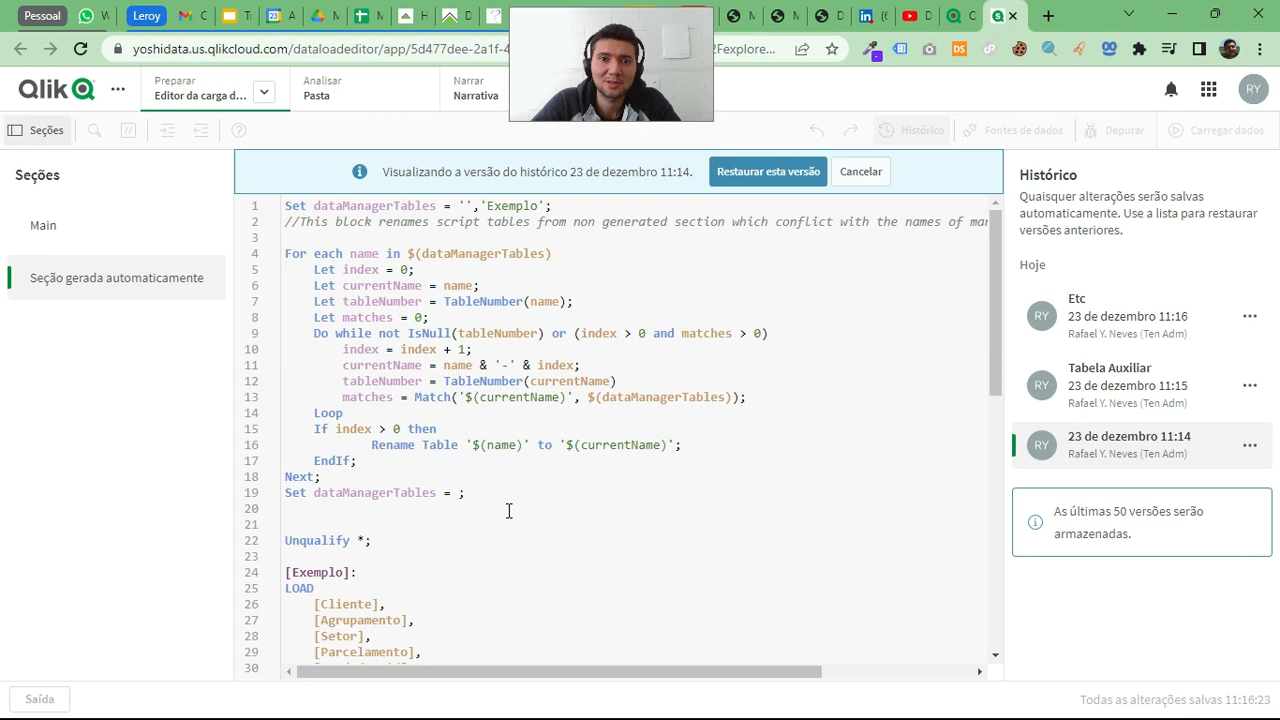 Pessoal
W
Leroy
C
T
A
A
M
H
A
?
M
M
D
(6
D
C
S
yoshidata.us.qlikcloud.com/dataloadeditor/app/5d477dee-2a1f-4
2Fexplore...
Qlik
Preparar
Editor da carga d...
Analisar
Pasta
Narrar
Narrativa
RY
Seções
Histórico
Fontes de dados
Depurar
Carregar dados
Seções
Main
Seção gerada automaticamente
Visualizando a versão do histórico 23 de dezembro 11:14.
Restaurar esta versão
Cancelar
1 Set dataManagerTables = '','Exemplo';
2 //This block renames script tables from non generated section which conflict with the names of mar
3
4 For each name in $(dataManagerTables)
5 Let index = 0;
6 Let currentName = name;
7 Let tableNumber = TableNumber(name);
8 Let matches = 0;
9 Do while not IsNull(tableNumber) or (index > 0 and matches > 0)
10 index = index + 1;
11 currentName = name & '-' & index;
12 tableNumber = TableNumber(currentName)
13 matches = Match('$(currentName)', $(dataManagerTables));
14 Loop
15 If index > 0 then
16 Rename Table '$(name)' to '$(currentName)';
17 EndIf;
18 Next;
19 Set dataManagerTables = ;
20
21
22 Unqualify *;
23
24 [Exemplo]:
25 LOAD
26 [Cliente],
27 [Agrupamento],
28 [Setor],
29 [Parcelamento],
30
Histórico
Quaisquer alterações serão salvas
automaticamente. Use a lista para restaurar
versões anteriores.
Hoje
RY
Etc
23 de dezembro 11:16
Rafael Y. Neves (Ten Adm)
RY
Tabela Auxiliar
23 de dezembro 11:15
Rafael Y. Neves (Ten Adm)
RY
23 de dezembro 11:14
Rafael Y. Neves (Ten Adm)
As últimas 50 versões serão
armazenadas.
Saída
Todas as alterações salvas 11:16:23